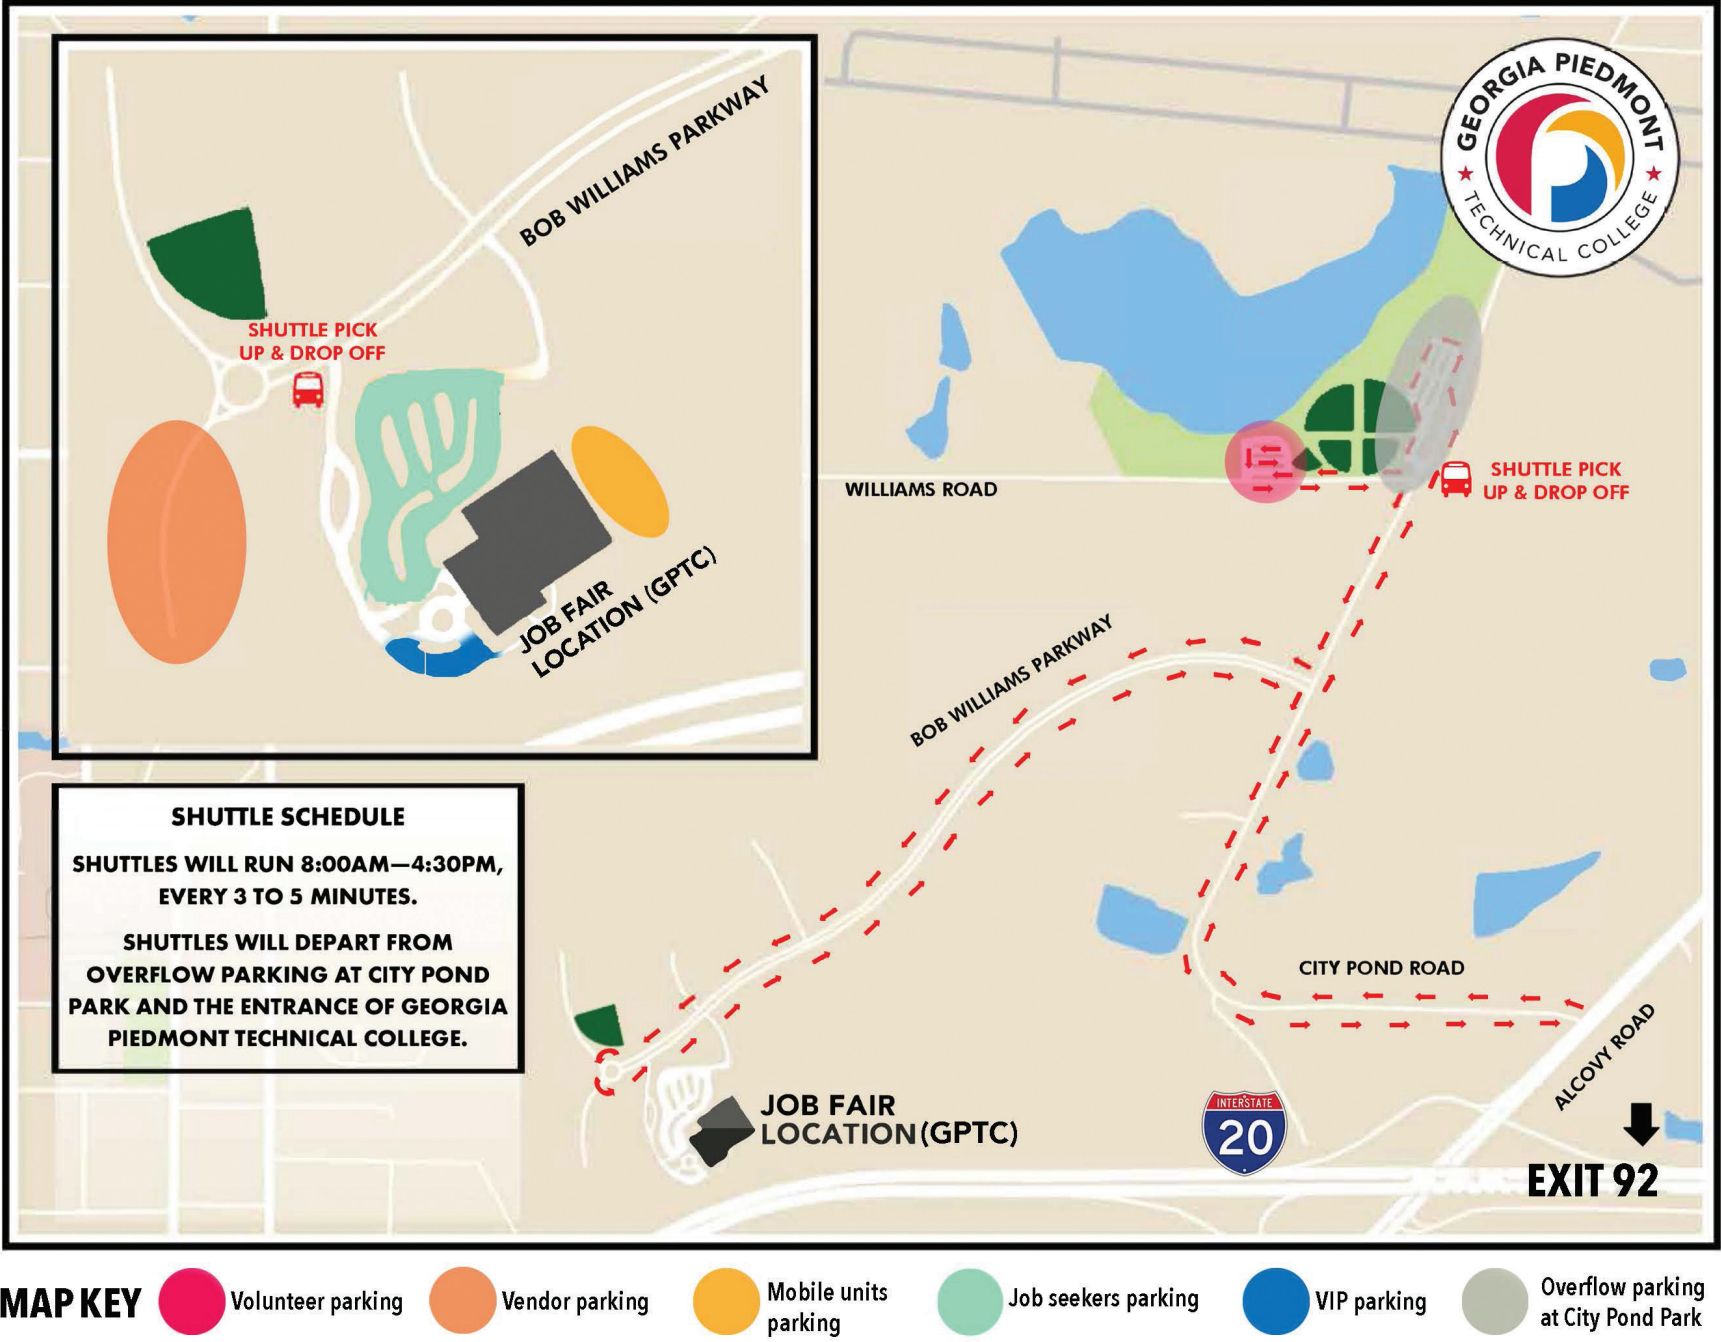 BOB WILLIAMS PARKWAY
SHUTTLE PICK
UP & DROP OFF
JOB FAIR
LOCATION (GPTC)
GEORGIA PIEDMONT
TECHNICAL COLLEGE
WILLIAMS ROAD
SHUTTLE PICK
UP & DROP OFF
BOB WILLIAMS PARKWAY
SHUTTLE SCHEDULE
SHUTTLES WILL RUN 8:00AM—4:30PM,
EVERY 3 TO 5 MINUTES.
SHUTTLES WILL DEPART FROM
OVERFLOW PARKING AT CITY POND
PARK AND THE ENTRANCE OF GEORGIA
PIEDMONT TECHNICAL COLLEGE.
CITY POND ROAD
ALCOVY ROAD
JOB FAIR
LOCATION (GPTC)
INTERSTATE
20
EXIT 92
MAP KEY
Volunteer parking
Vendor parking
Mobile units
parking
Job seekers parking
VIP parking
Overflow parking
at City Pond Park